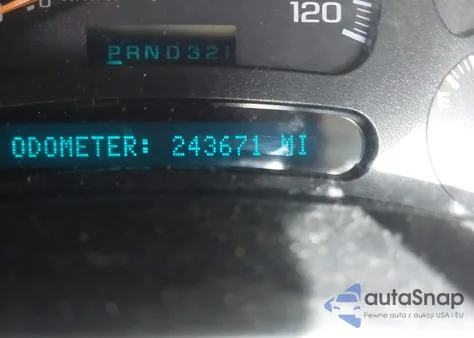 120
PRND321
ODOMETER: 243671 MI
autaSnap
Pewne auta z aukcji USA i EU